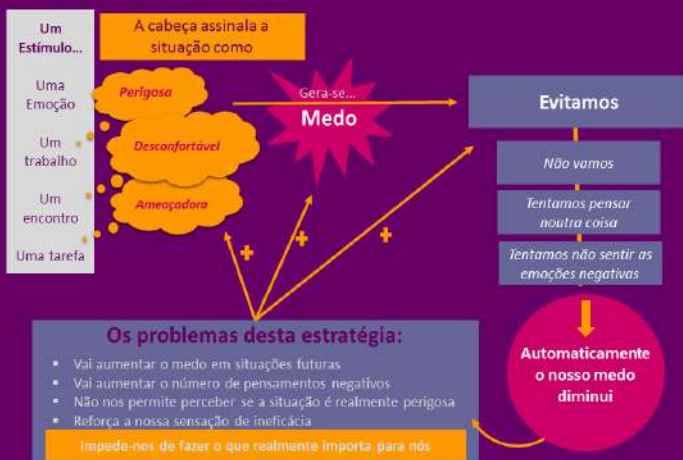 Um
Estímulo...
Uma
Emoção
Um
trabalho
Um
encontro
Uma tarefa
A cabeça assinala a
situação como
Perigosa
Desconfortável
Ameaçadora
Gera-se...
Medo
Evitamos
Não vamos
Tentamos pensar
noutra coisa
Tentamos não sentir as
emoções negativas
Automaticamente
o nosso medo
diminui
+
+
+
Os problemas desta estratégia:
▪ Vai aumentar o medo em situações futuras
▪ Vai aumentar o número de pensamentos negativos
▪ Não nos permite perceber se a situação é realmente perigosa
▪ Reforça a nossa sensação de ineficácia
Impede-nos de fazer o que realmente importa para nós